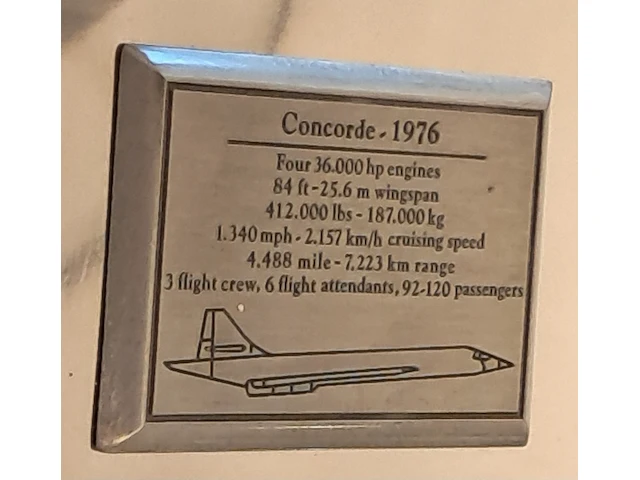 Concorde - 1976
Four 36.000 hp engines
84 ft - 25.6 m wingspan
412.000 lbs - 187.000 kg
1.340 mph - 2.157 km/h cruising speed
4.488 mile - 7,223 km range
3 flight crew, 6 flight attendants, 92-120 passengers